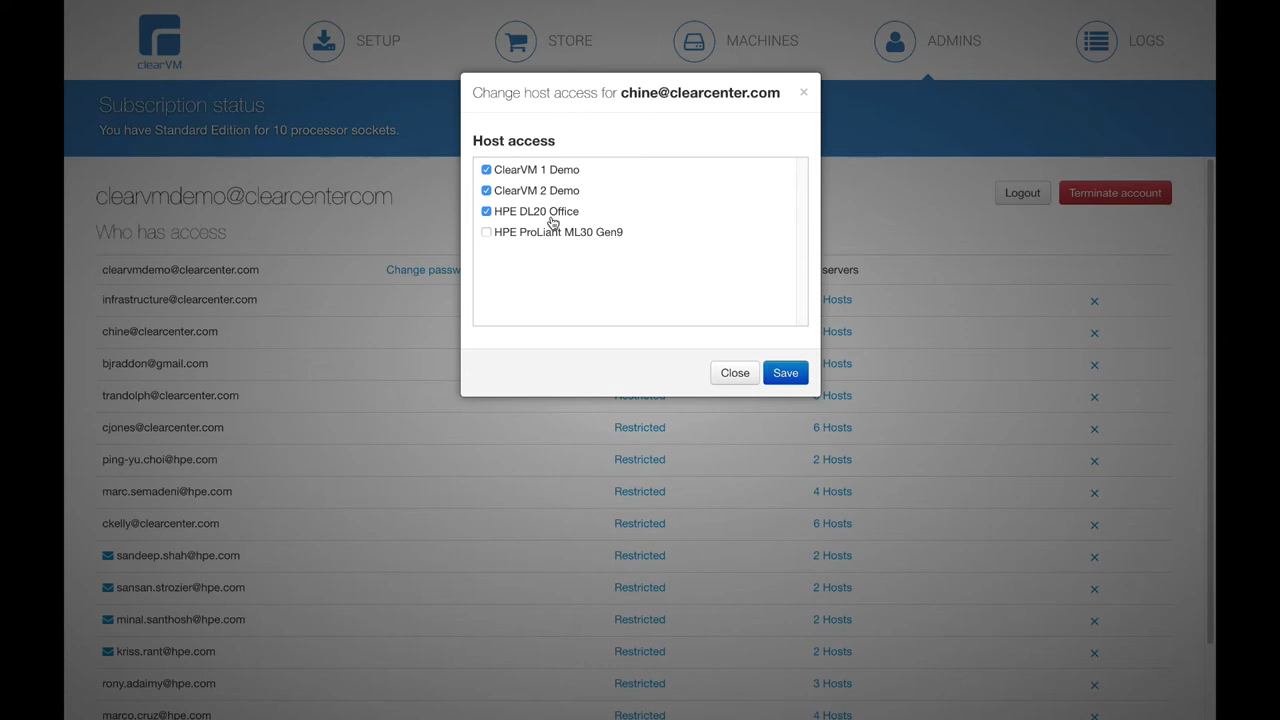 clearVM
SETUP
STORE
MACHINES
ADMINS
LOGS
Subscription status
You have Standard Edition for 10 processor sockets.
Change host access for chine@clearcenter.com
×
Host access
ClearVM 1 Demo
ClearVM 2 Demo
HPE DL20 Office
HPE ProLiant ML30 Gen9
Close
Save
clearvmdemo@clearcentercom
Logout
Terminate account
Who has access
clearvmdemo@clearcenter.com Change passw servers
infrastructure@clearcenter.com Hosts ×
chine@clearcenter.com Hosts ×
bjraddon@gmail.com Hosts ×
trandolph@clearcenter.com Hosts ×
cjones@clearcenter.com Restricted 6 Hosts ×
ping-yu.choi@hpe.com Restricted 2 Hosts ×
marc.semadeni@hpe.com Restricted 4 Hosts ×
ckelly@clearcenter.com Restricted 6 Hosts ×
sandeep.shah@hpe.com Restricted 2 Hosts ×
sansan.strozier@hpe.com Restricted 2 Hosts ×
minal.santhosh@hpe.com Restricted 2 Hosts ×
kriss.rant@hpe.com Restricted 2 Hosts ×
rony.adaimy@hpe.com Restricted 3 Hosts ×
marco.cruz@hpe.com Restricted 4 Hosts ×